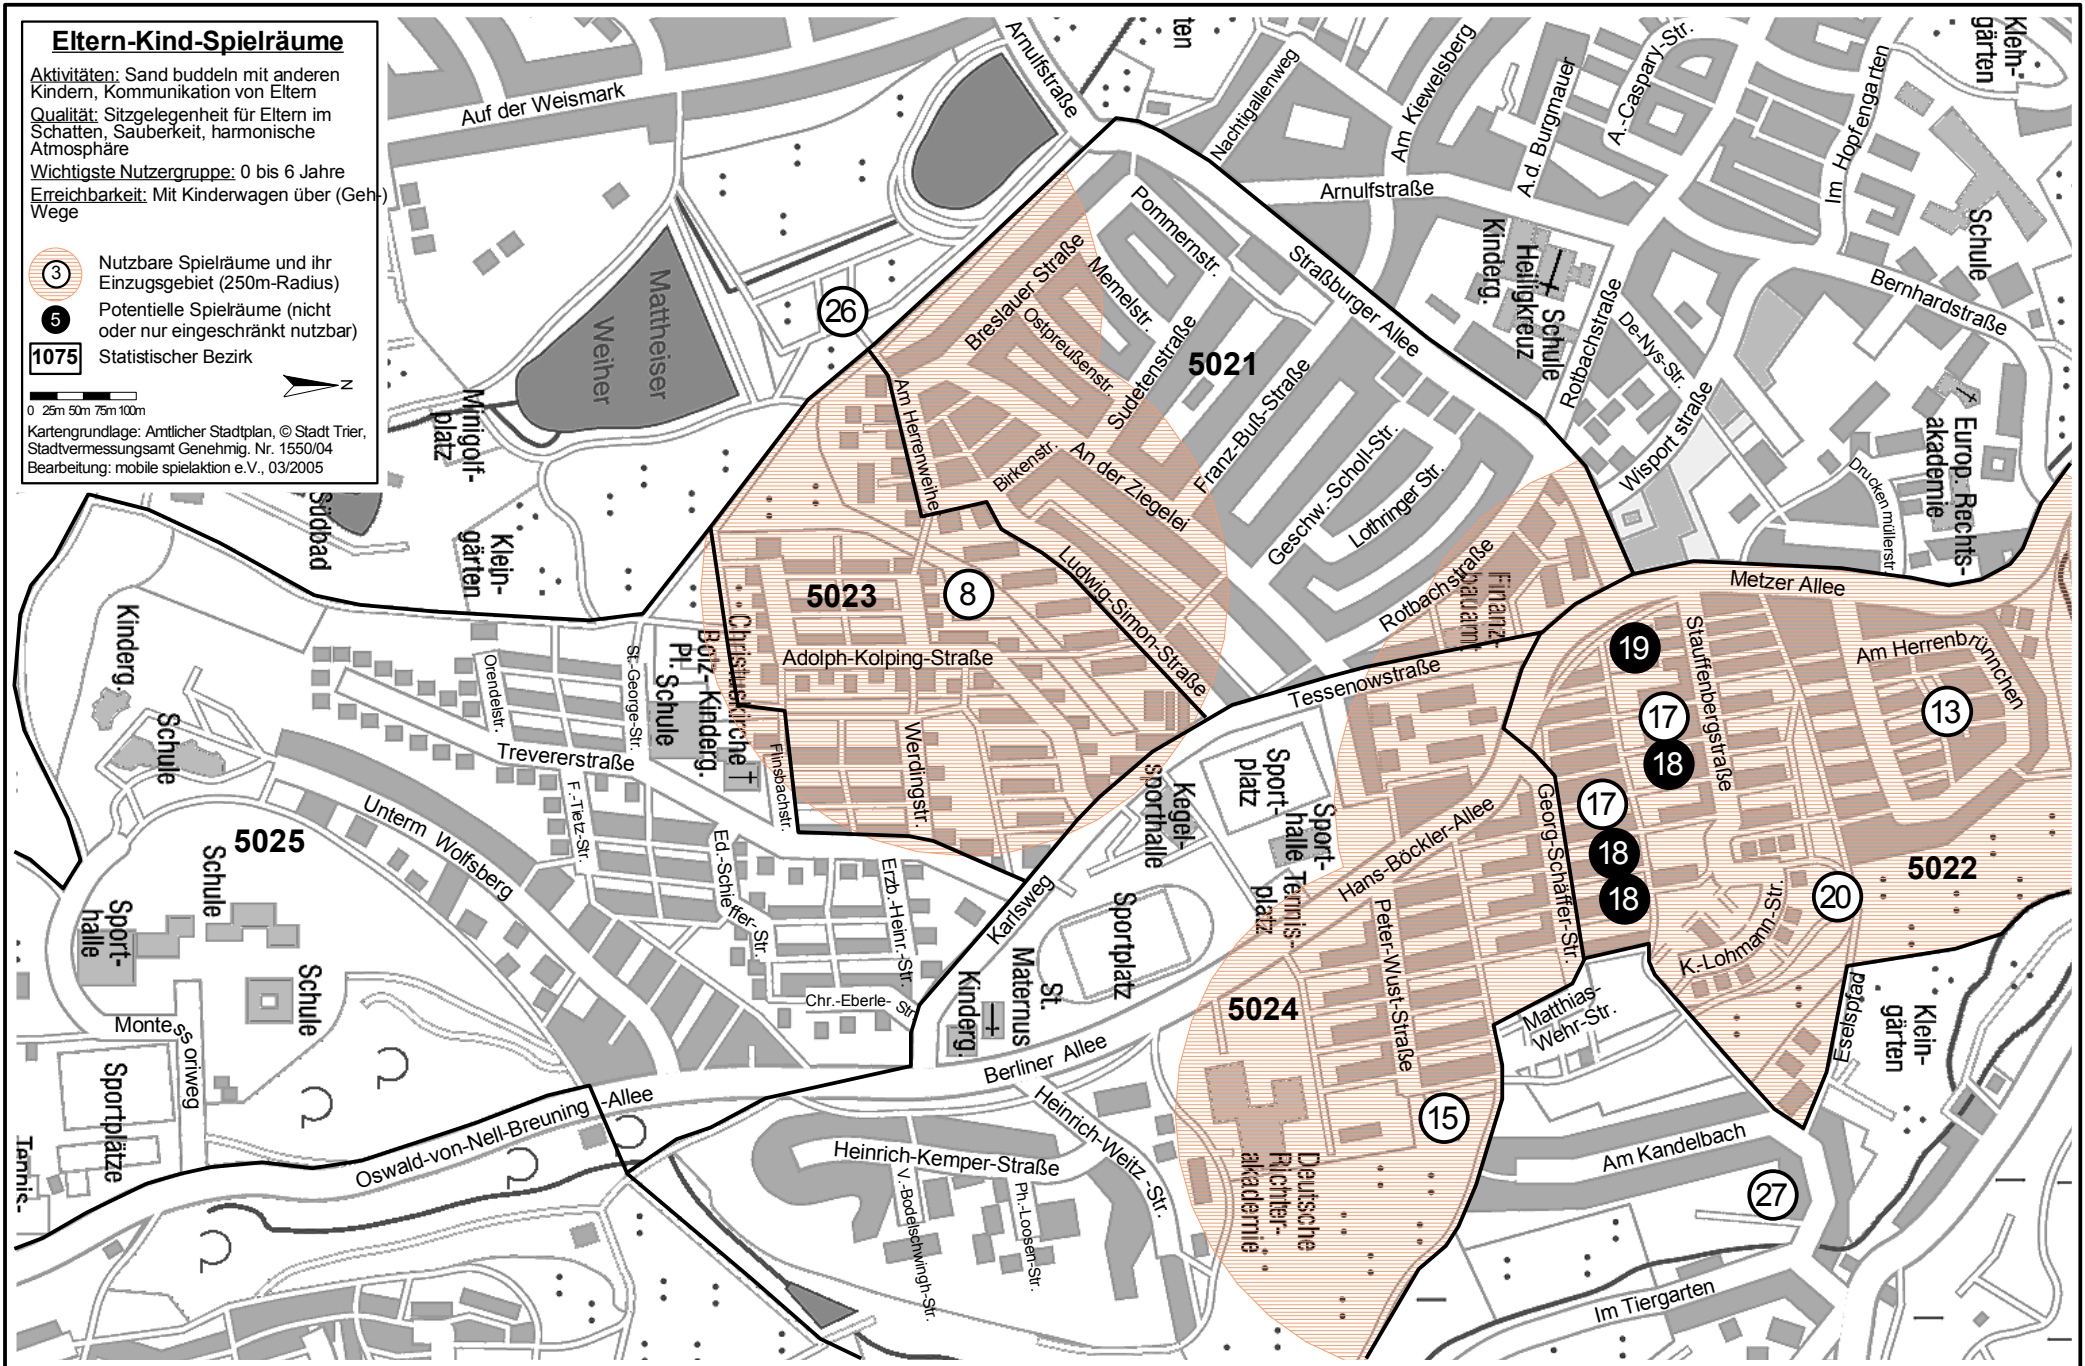 Eltern-Kind-Spielräume
Aktivitäten: Sand buddeln mit anderen
Kindern, Kommunikation von Eltern
Qualität: Sitzgelegenheit für Eltern im
Schatten, Sauberkeit, harmonische
Atmosphäre
Wichtigste Nutzergruppe: 0 bis 6 Jahre
Erreichbarkeit: Mit Kinderwagen über (Geh-)
Wege
3
Nutzbare Spielräume und ihr
Einzugsgebiet (250m-Radius)
5
Potentielle Spielräume (nicht
oder nur eingeschränkt nutzbar)
1075
Statistischer Bezirk
N
0 25m 50m 75m 100m
Kartengrundlage: Amtlicher Stadtplan, © Stadt Trier,
Stadtvermessungsamt Genehmig. Nr. 1550/04
Bearbeitung: mobile spielaktion e.V., 03/2005
Auf der Weismark
Arnulfstraße
ten
Nachtigallenweg
Am Kiewelsberg
A.d. Burgmauer
A.-Caspary-Str.
Im Hopfengarten
Klein-
gärten
Arnulfstraße
Kinderg.
Heiligkreuz
Schule
Schule
Bernhardstraße
Rotbachstraße
De-Nys-Str.
Wisport straße
Druckenmüllerstr.
Europ. Rechts-
akademie
Mattheiser
Weiher
Minigolf-
platz
Südbad
Klein-
gärten
26
Pommernstr.
Breslauer Straße
Memelstr.
Ostpreußenstr.
Sudetenstraße
Straßburger Allee
5021
Franz-Buß-Straße
Geschw.-Scholl-Str.
Lothringer Str.
Am Herrenweiher
Birkenstr.
An der Ziegelei
Ludwig-Simon-Straße
Rotbachstraße
Finanz-
bauamt
Metzer Allee
5023
8
Adolph-Kolping-Straße
Werdingstr.
Flinsbachstr.
Christuskirche
Kinderg.
Bolz-
Pl.
Schule
Kinderg.
Schule
Orendelstr.
St.-George-Str.
Trevererstraße
F.-Tietz-Str.
Unterm Wolfsberg
Ed.-Schieffer-Str.
Erzb.-Heinr.-Str.
Chr.-Eberle-
Str.
5025
Schule
Sport-
halle
Schule
Montessoriweg
Sportplätze
Tennis-
Oswald-von-Nell-Breuning-Allee
Karlsweg
Kinderg.
St.
Maternus
Sportplatz
Kegel-
sporthalle
Sport-
platz
Sport-
halle
Tennis-
platz
Tessenowstraße
Berliner Allee
Heinrich-Weitz-Str.
Heinrich-Kemper-Straße
V.-Bodelschwingh-Str.
Ph.-Loosen-Str.
Hans-Böckler-Allee
Georg-Schäffer-Str.
Peter-Wust-Straße
5024
15
Deutsche
Richter-
akademie
19
17
18
17
18
18
Stauffenbergstraße
Am Herrenbrünnchen
13
5022
20
K.-Lohmann-Str.
Eselspfad
Klein-
gärten
Matthias-
Wehr-Str.
Am Kandelbach
27
Im Tiergarten